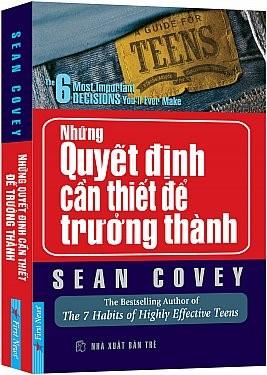 SEAN COVEY
NHỮNG QUYẾT ĐỊNH CẦN THIẾT
ĐỂ TRƯỞNG THÀNH
First News
A GUIDE FOR
TEENS
The 6 Most Important
DECISIONS You'll Ever Make
Những
Quyết định
cần thiết để
trưởng thành
SEAN COVEY
The Bestselling Author of
The 7 Habits of Highly Effective Teens
First News
NHÀ XUẤT BẢN TRẺ